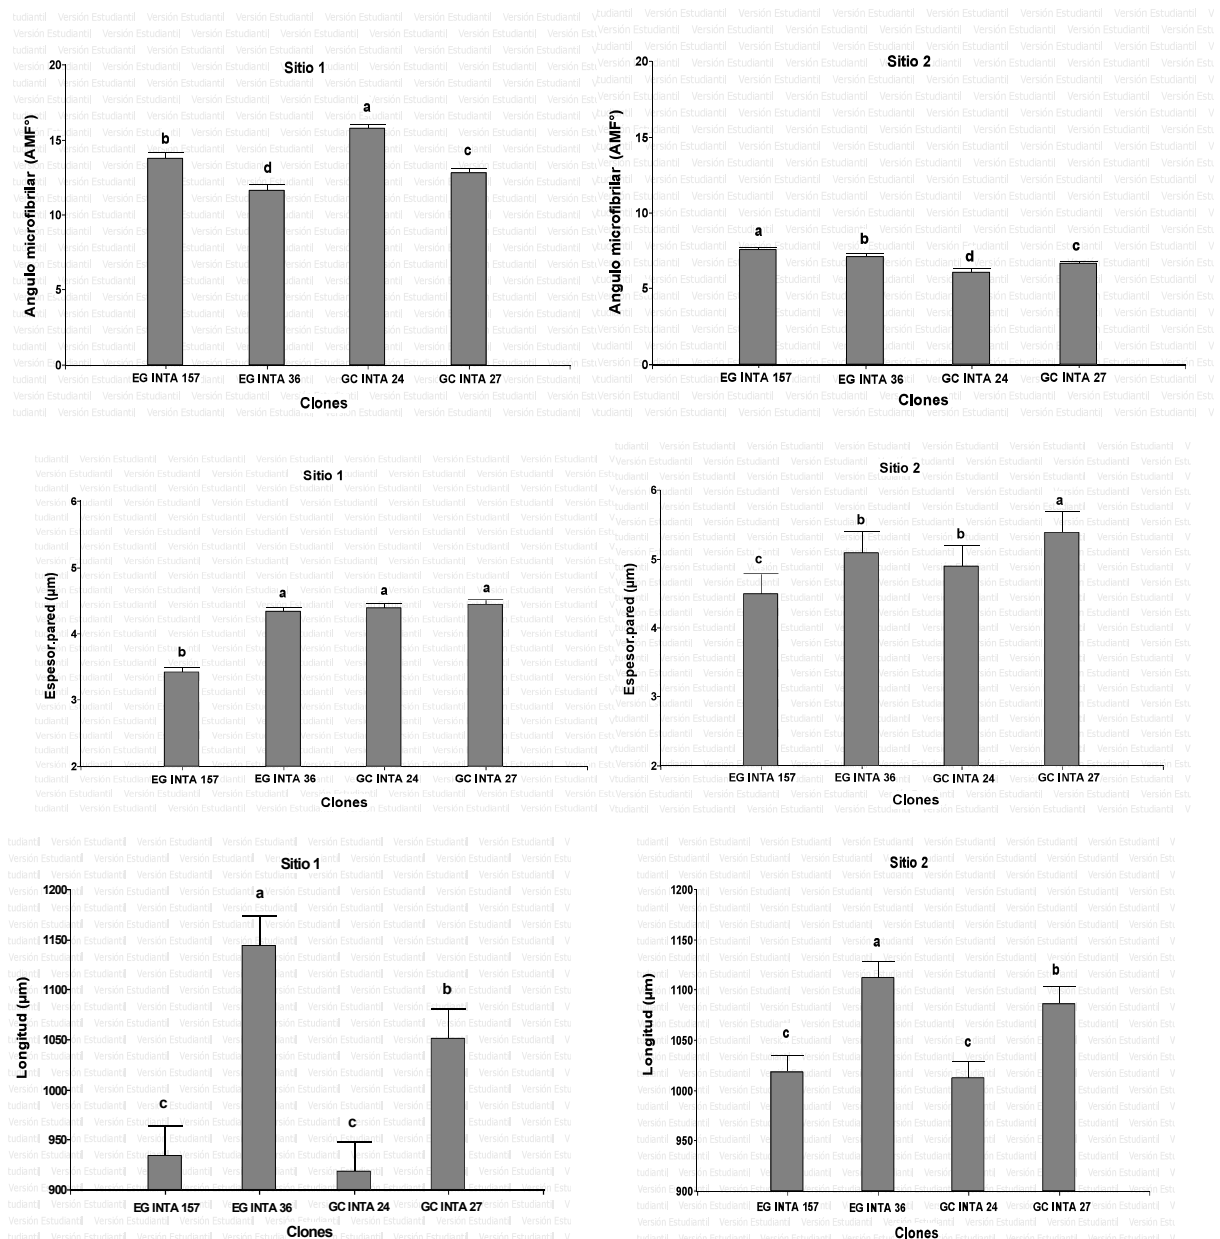 Sitio 1
Angulo microfibrilar (AMF°)
20
15
10
5
0
b
d
a
c
EG INTA 157
EG INTA 36
GC INTA 24
GC INTA 27
Clones
Sitio 2
Angulo microfibrilar (AMF°)
20
15
10
5
0
a
b
d
c
EG INTA 157
EG INTA 36
GC INTA 24
GC INTA 27
Clones
Sitio 1
Espesor.pared (µm)
6
5
4
3
2
b
a
a
a
EG INTA 157
EG INTA 36
GC INTA 24
GC INTA 27
Clones
Sitio 2
Espesor.pared (µm)
6
5
4
3
2
c
b
b
a
EG INTA 157
EG INTA 36
GC INTA 24
GC INTA 27
Clones
Sitio 1
Longitud (µm)
1200
1150
1100
1050
1000
950
900
c
a
c
b
EG INTA 157
EG INTA 36
GC INTA 24
GC INTA 27
Clones
Sitio 2
Longitud (µm)
1200
1150
1100
1050
1000
950
900
c
a
c
b
EG INTA 157
EG INTA 36
GC INTA 24
GC INTA 27
Clones
Versión Estudiantil